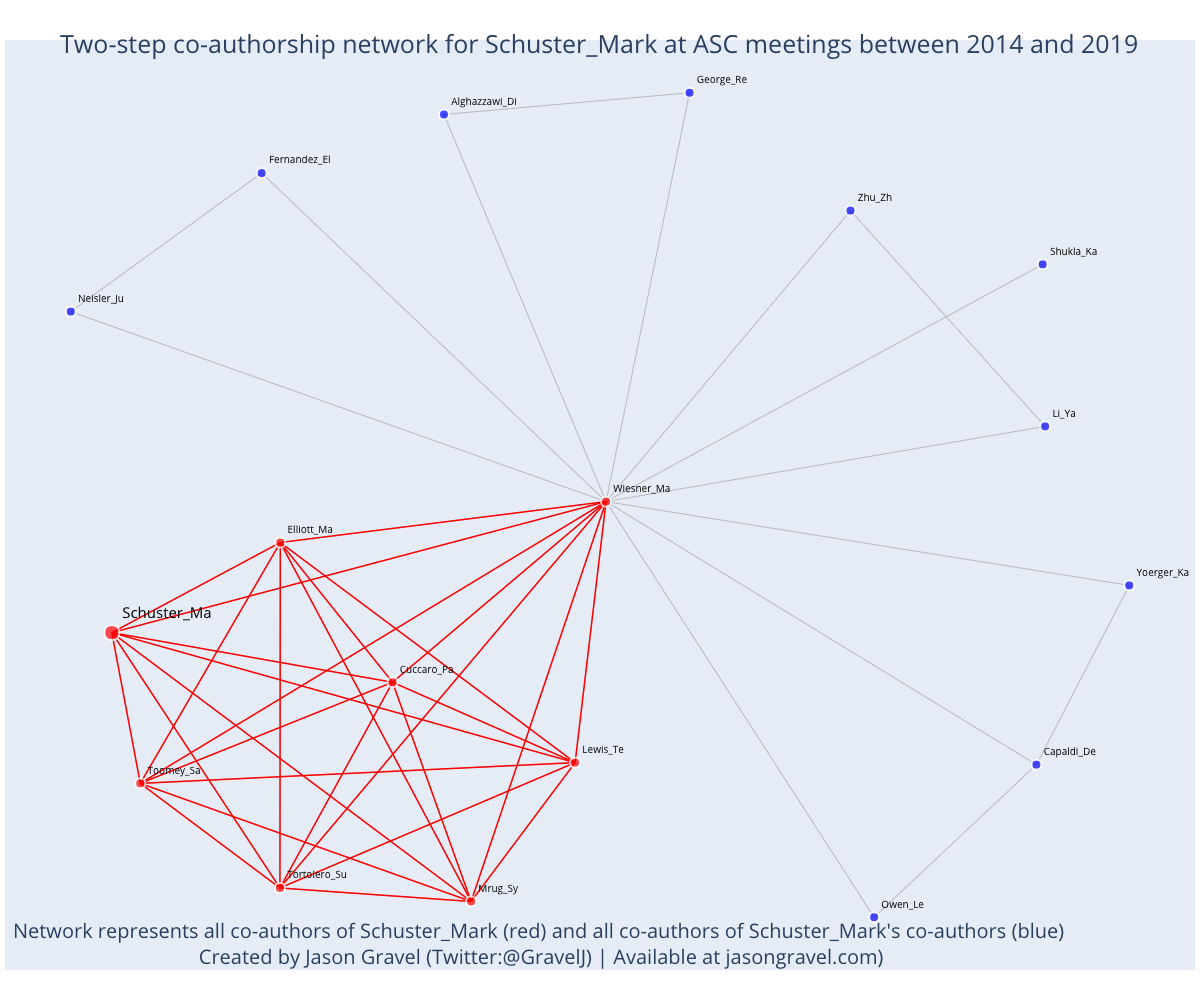 Two-step co-authorship network for Schuster_Mark at ASC meetings between 2014 and 2019
George_Re
Alghazzawi_Di
Fernandez_El
Zhu_Zh
Shukla_Ka
Neisler_Ju
Li_Ya
Wiesner_Ma
Elliott_Ma
Yoerger_Ka
Schuster_Ma
Cuccaro_Pa
Lewis_Te
Capaldi_De
Toomey_Sa
Tortolero_Su
Mrug_Sy
Owen_Le
Network represents all co-authors of Schuster_Mark (red) and all co-authors of Schuster_Mark's co-authors (blue)
Created by Jason Gravel (Twitter:@GravelJ) | Available at jasongravel.com)